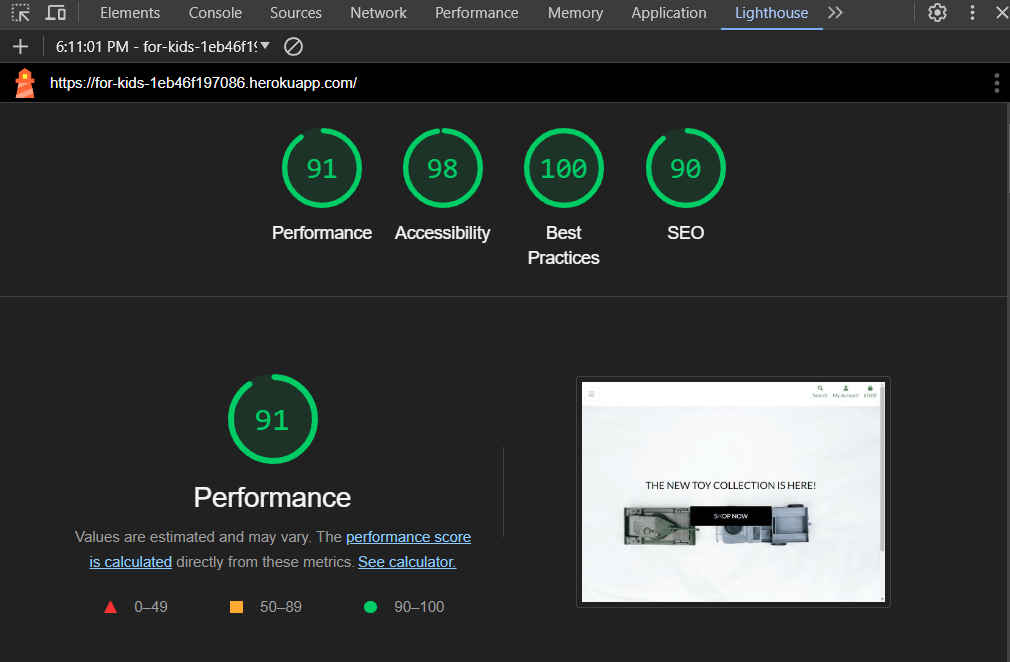 Elements Console Sources Network Performance Memory Application Lighthouse
6:11:01 PM - for-kids-1eb46f19
https://for-kids-1eb46f197086.herokuapp.com/
91 98 100 90
Performance Accessibility Best Practices SEO
91
Performance
Values are estimated and may vary. The performance score
is calculated directly from these metrics. See calculator.
0–49 50–89 90–100
Search My Account £0.00
THE NEW TOY COLLECTION IS HERE!
SHOP NOW